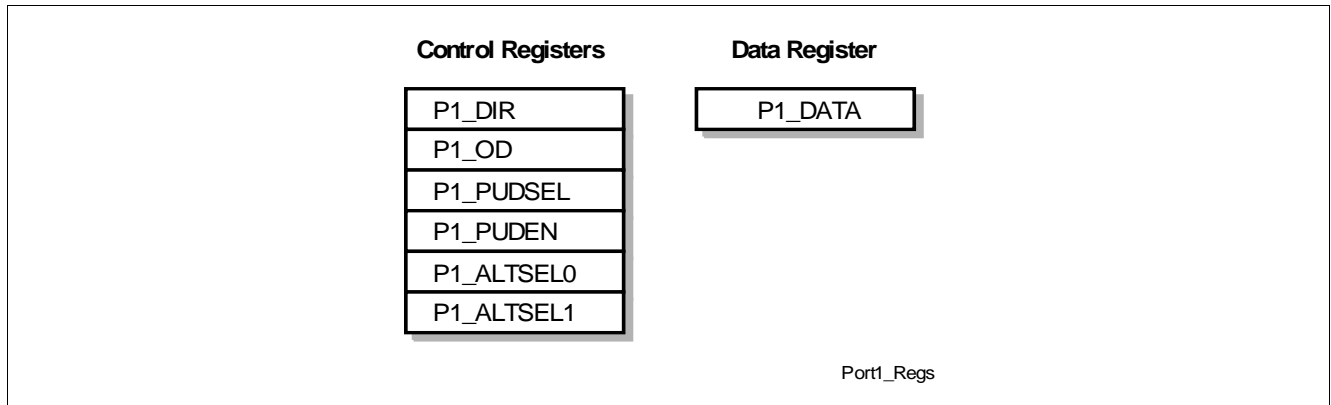 Control Registers
Data Register
P1_DIR
P1_DATA
P1_OD
P1_PUDSEL
P1_PUDEN
P1_ALTSEL0
P1_ALTSEL1
Port1_Regs